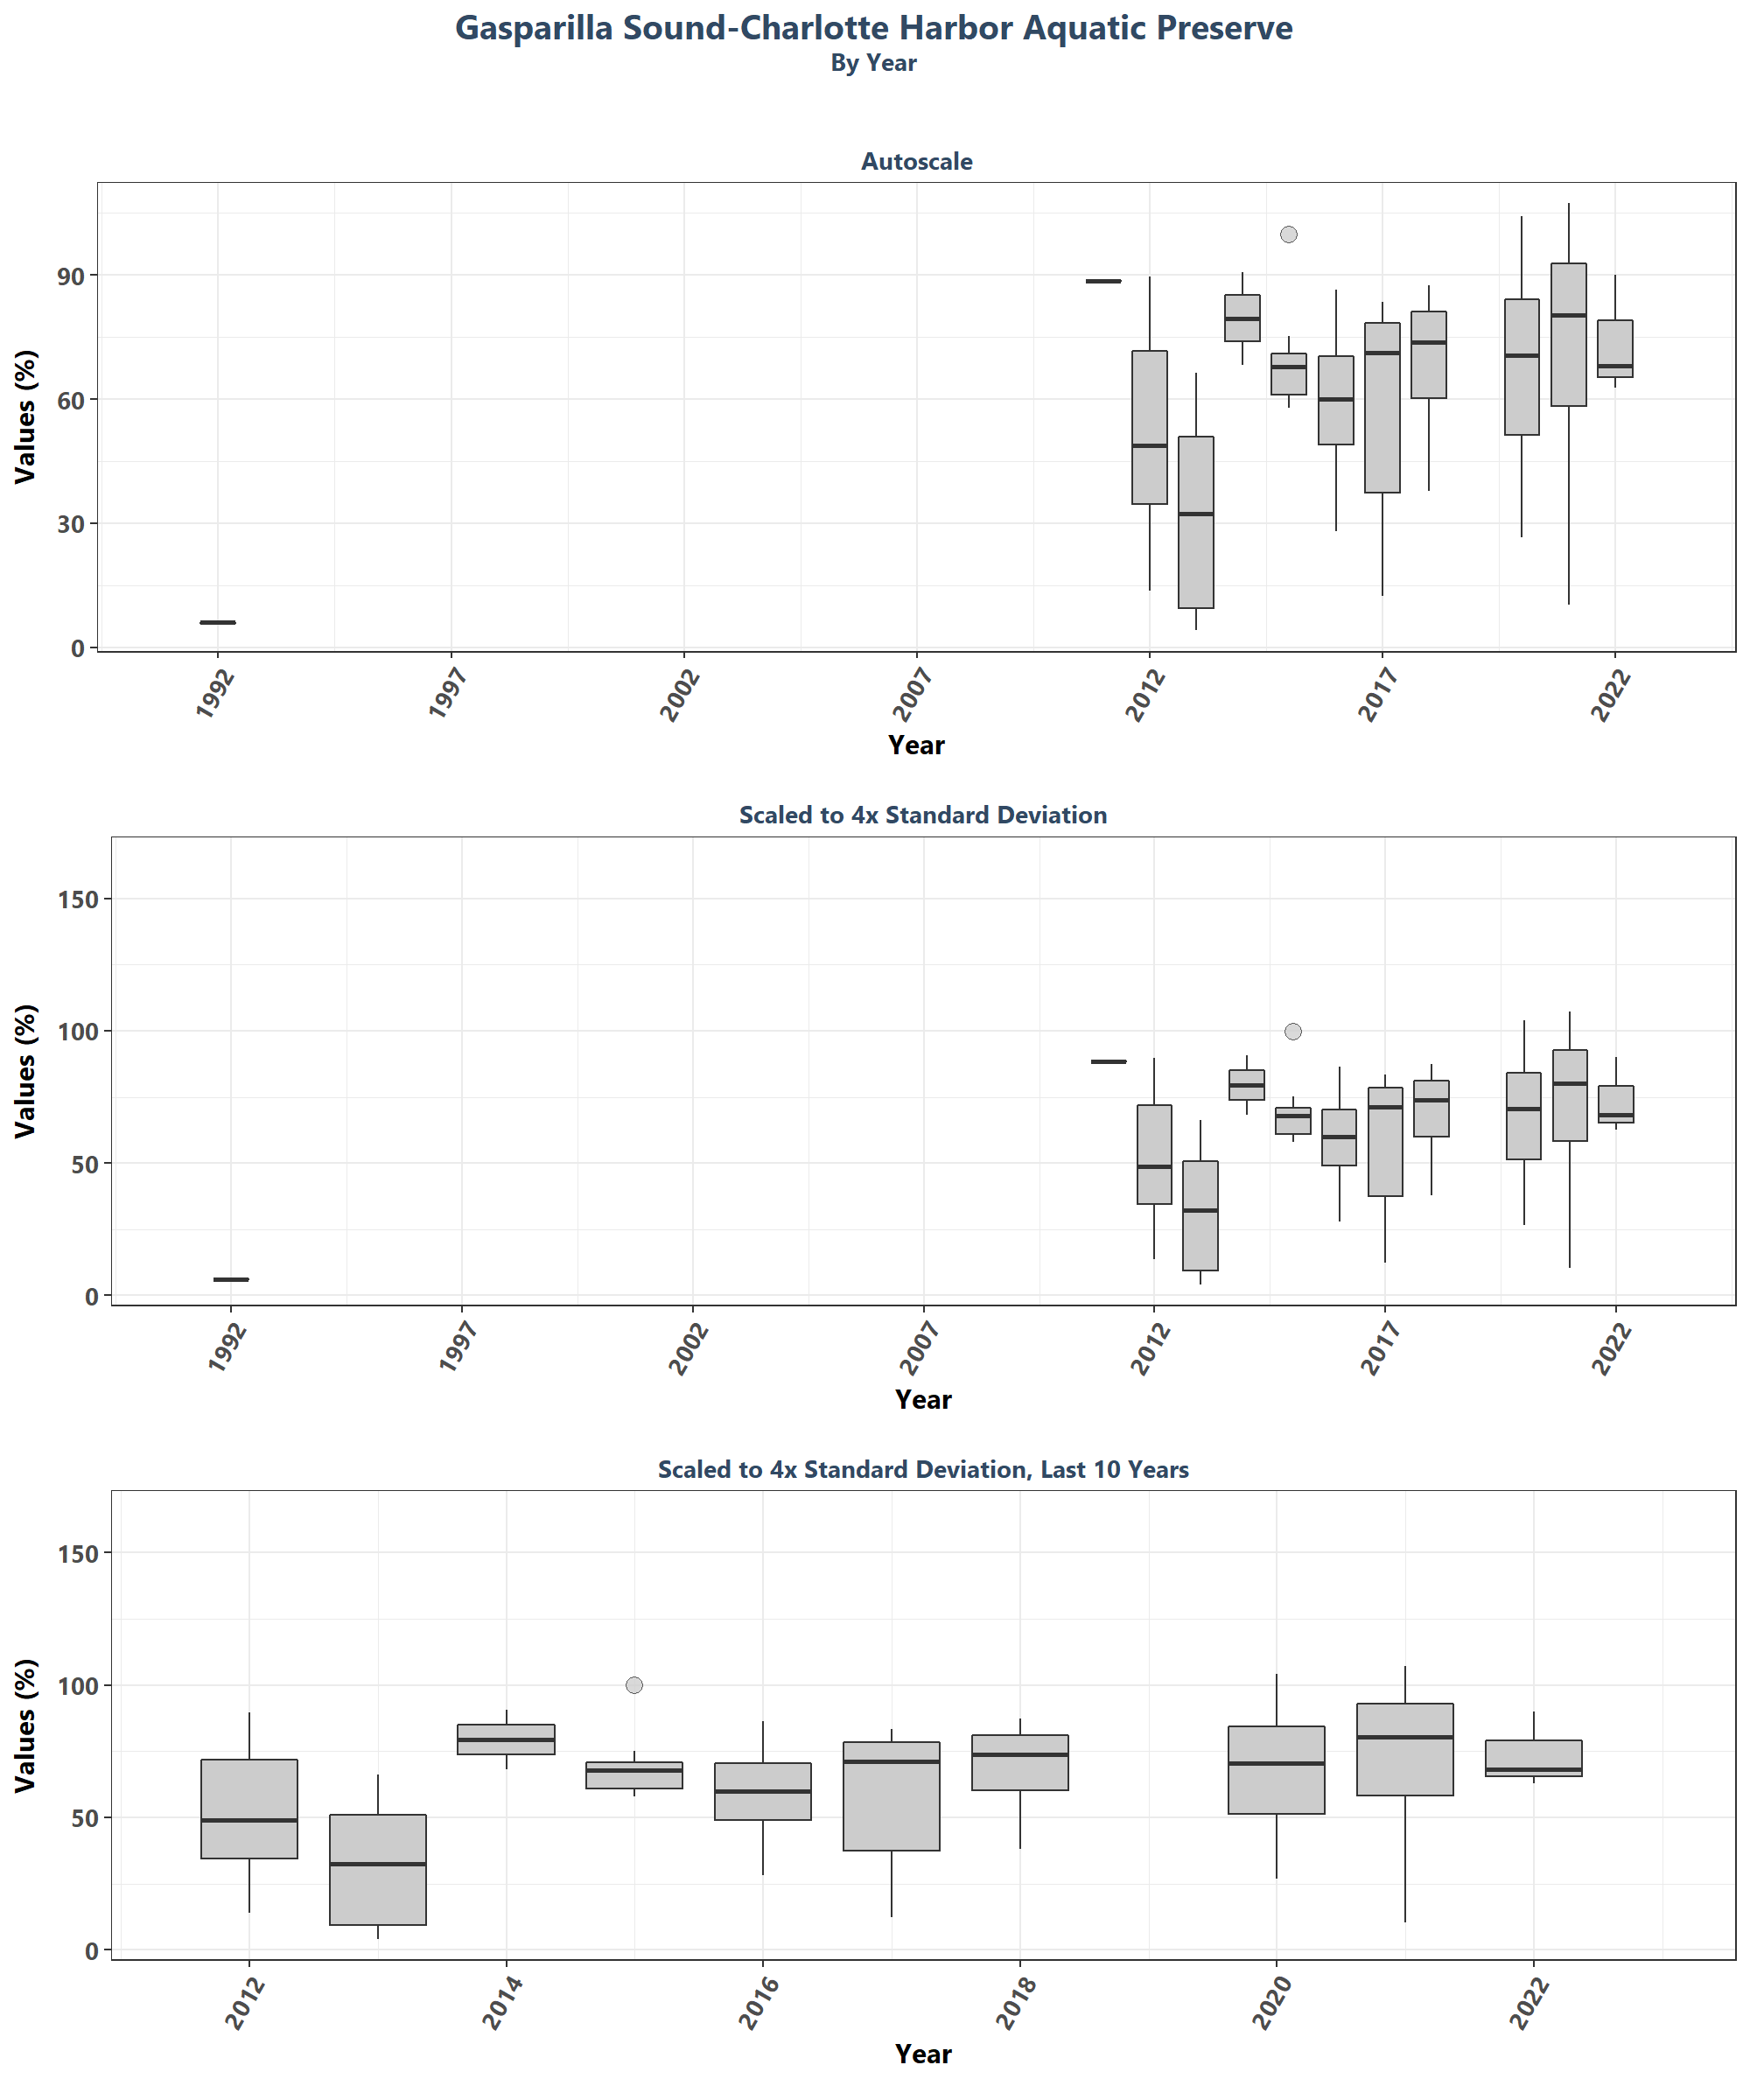 Gasparilla Sound-Charlotte Harbor Aquatic Preserve
By Year
Autoscale
Values (%)
90
60
30
0
1992
1997
2002
2007
2012
2017
2022
Year
Scaled to 4x Standard Deviation
Values (%)
150
100
50
0
1992
1997
2002
2007
2012
2017
2022
Year
Scaled to 4x Standard Deviation, Last 10 Years
Values (%)
150
100
50
0
2012
2014
2016
2018
2020
2022
Year